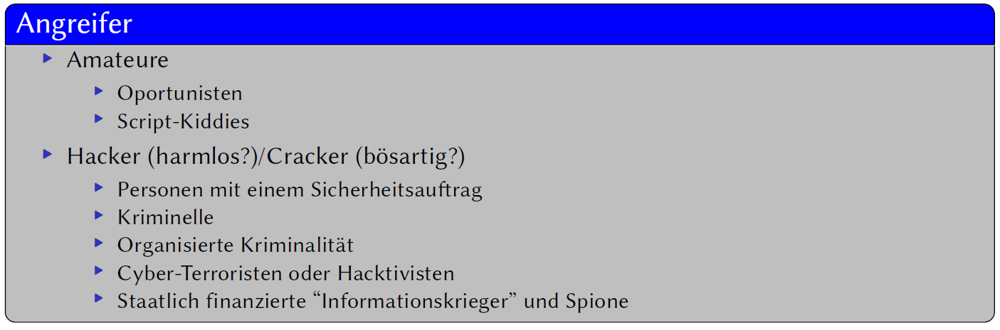 Angreifer
Amateure
Oportunisten
Script-Kiddies
Hacker (harmlos?)/Cracker (bösartig?)
Personen mit einem Sicherheitsauftrag
Kriminelle
Organisierte Kriminalität
Cyber-Terroristen oder Hacktivisten
Staatlich finanzierte “Informationskrieger” und Spione